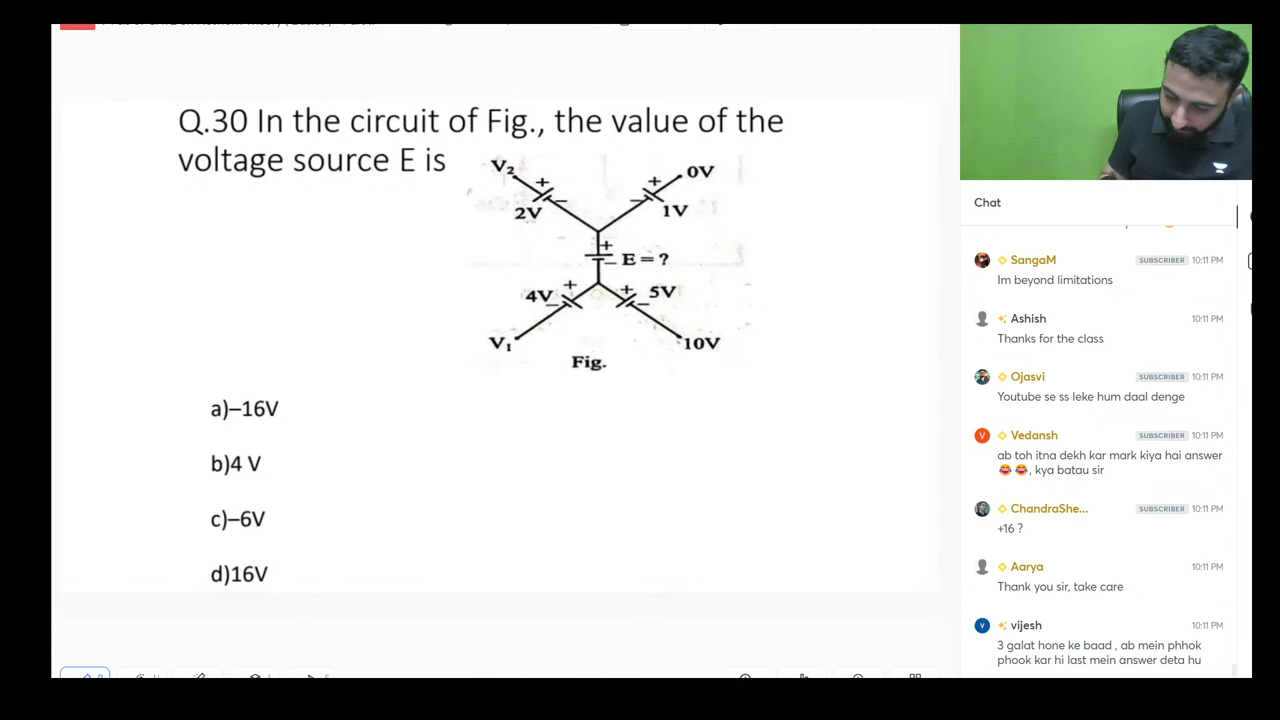 Q.30 In the circuit of Fig., the value of the
voltage source E is
V₂
+
–
2V
+
–
0V
1V
+
–
E = ?
4V
+
–
+
–
5V
V₁
10V
Fig.
a)–16V
b)4 V
c)–6V
d)16V
Chat
SangaM
SUBSCRIBER 10:11 PM
Im beyond limitations
Ashish
10:11 PM
Thanks for the class
Ojasvi
SUBSCRIBER 10:11 PM
Youtube se ss leke hum daal denge
V
Vedansh
SUBSCRIBER 10:11 PM
ab toh itna dekh kar mark kiya hai answer
😂😂, kya batau sir
ChandraShe...
SUBSCRIBER 10:11 PM
+16 ?
Aarya
10:11 PM
Thank you sir, take care
V
vijesh
10:11 PM
3 galat hone ke baad , ab mein phhok
phook kar hi last mein answer deta hu